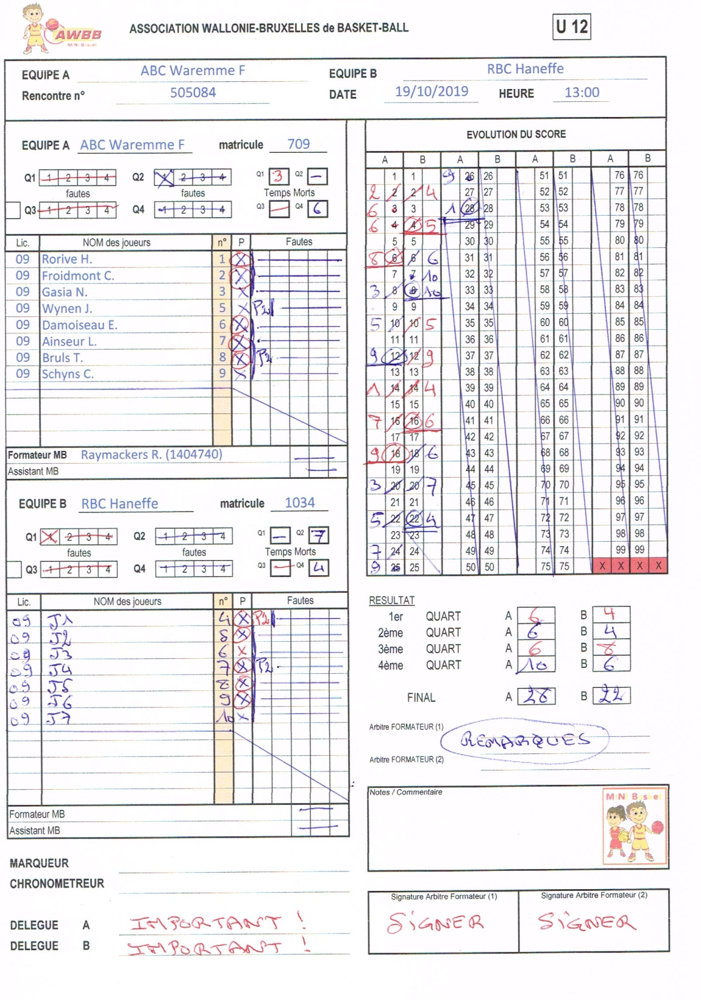 AWBB
MiNi Basket
ASSOCIATION WALLONIE-BRUXELLES de BASKET-BALL
U 12
EQUIPE A ABC Waremme F EQUIPE B RBC Haneffe
Rencontre n° 505084 DATE 19/10/2019 HEURE 13:00
EQUIPE A ABC Waremme F matricule 709
Q1 1 2 3 4 Q2 1 2 3 4 Q1 3 Q2 –
fautes fautes Temps Morts
Q3 1 2 3 4 Q4 1 2 3 4 Q3 – Q4 6
Lic. NOM des joueurs n° P Fautes
09 Rorive H. 1 X
09 Froidmont C. 2 X
09 Gasia N. 3 X
09 Wynen J. 5 X P2
09 Damoiseau E. 6 X
09 Ainseur L. 7 X
09 Bruls T. 8 X P2
09 Schyns C. 9 X
Formateur MB Raymackers R. (1404740)
Assistant MB
EQUIPE B RBC Haneffe matricule 1034
Q1 1 2 3 4 Q2 1 2 3 4 Q1 – Q2 7
fautes fautes Temps Morts
Q3 1 2 3 4 Q4 1 2 3 4 Q3 – Q4 4
Lic. NOM des joueurs n° P Fautes
09 J1 4 X P2
09 J2 5 X
09 J3 6 X
09 J4 7 X P2
09 J5 8 X
09 J6 9 X
09 J7 10 X
Formateur MB
Assistant MB
MARQUEUR
CHRONOMETREUR
DELEGUE A IMPORTANT !
DELEGUE B IMPORTANT !
EVOLUTION DU SCORE
A B A B A B A B
1 1 9 26 26 51 51 76 76
2 2 2 4 27 27 52 52 77 77
6 3 3 1 28 28 53 53 78 78
6 4 4 5 29 29 54 54 79 79
5 5 30 30 55 55 80 80
8 6 6 6 31 31 56 56 81 81
7 7 10 32 32 57 57 82 82
3 8 8 10 33 33 58 58 83 83
9 9 34 34 59 59 84 84
5 10 10 5 35 35 60 60 85 85
11 11 36 36 61 61 86 86
9 12 12 9 37 37 62 62 87 87
13 13 38 38 63 63 88 88
1 14 14 4 39 39 64 64 89 89
15 15 40 40 65 65 90 90
7 16 16 6 41 41 66 66 91 91
17 17 42 42 67 67 92 92
9 18 18 6 43 43 68 68 93 93
19 19 44 44 69 69 94 94
3 20 20 7 45 45 70 70 95 95
21 21 46 46 71 71 96 96
5 22 22 4 47 47 72 72 97 97
23 23 48 48 73 73 98 98
7 24 24 49 49 74 74 99 99
9 25 25 50 50 75 75 X X X X
RESULTAT
1er QUART A 6 B 4
2ème QUART A 6 B 4
3ème QUART A 6 B 8
4ème QUART A 10 B 6
FINAL A 28 B 22
Arbitre FORMATEUR (1)
REMARQUES
Arbitre FORMATEUR (2)
Notes / Commentaire
MiNi Basket
Signature Arbitre Formateur (1) Signature Arbitre Formateur (2)
SiGNER SiGNER